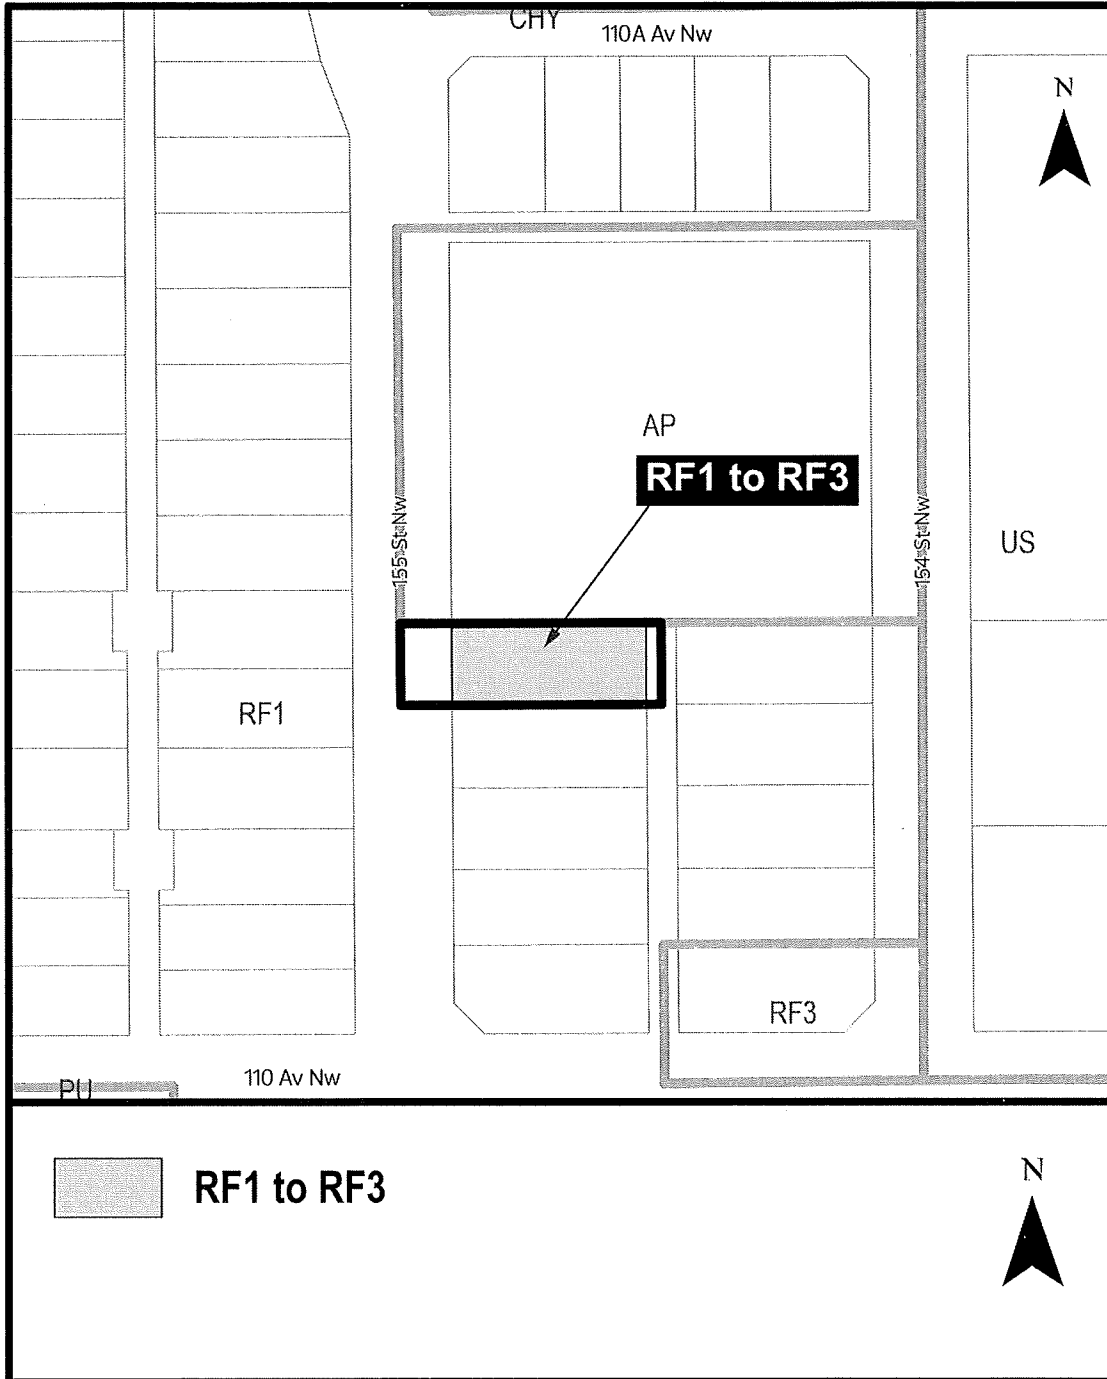 CHY
110A Av Nw
N
AP
RF1 to RF3
155 St Nw
154 St Nw
US
RF1
RF3
110 Av Nw
PU
RF1 to RF3
N